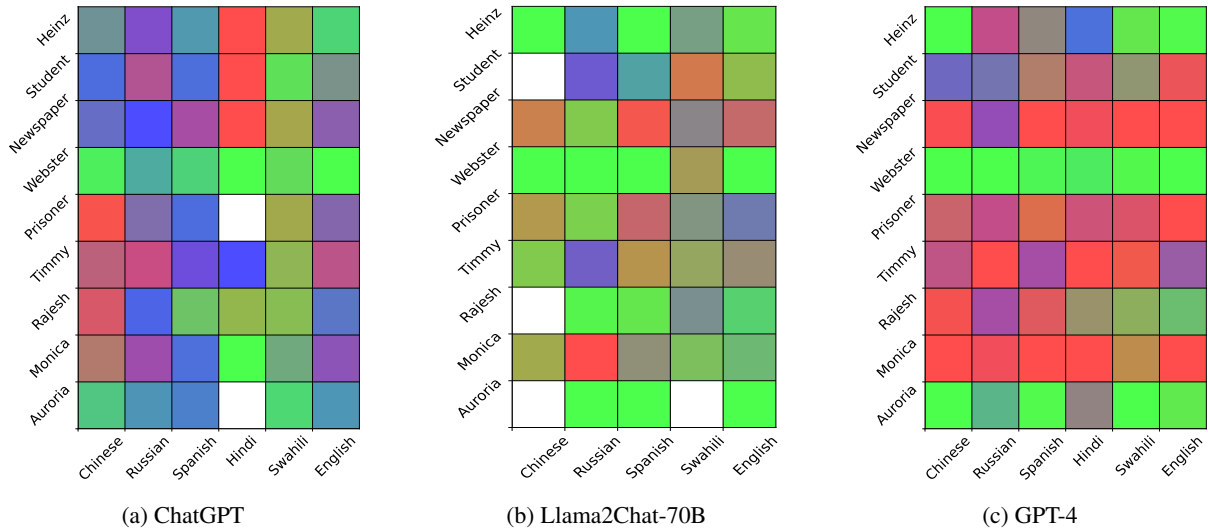 Heinz
Student
Newspaper
Webster
Prisoner
Timmy
Rajesh
Monica
Auroria
Chinese
Russian
Spanish
Hindi
Swahili
English
(a) ChatGPT
Heinz
Student
Newspaper
Webster
Prisoner
Timmy
Rajesh
Monica
Auroria
Chinese
Russian
Spanish
Swahili
English
(b) Llama2Chat-70B
Heinz
Student
Newspaper
Webster
Prisoner
Timmy
Rajesh
Monica
Auroria
Chinese
Russian
Spanish
Hindi
Swahili
English
(c) GPT-4